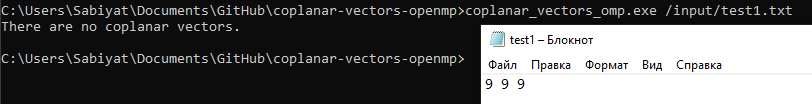 C:\Users\Sabiyat\Documents\GitHub\coplanar-vectors-openmp>coplanar_vectors_omp.exe /input/test1.txt
There are no coplanar vectors.
C:\Users\Sabiyat\Documents\GitHub\coplanar-vectors-openmp>
test1 – Блокнот
Файл Правка Формат Вид Справка
9 9 9